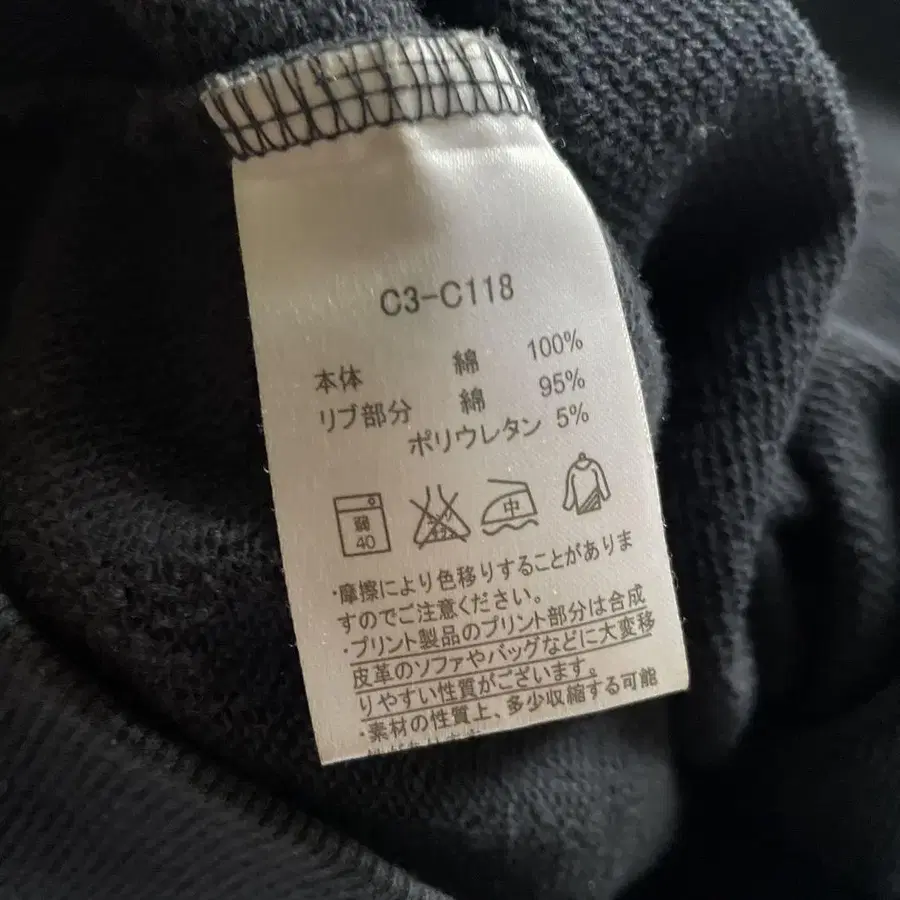 C3-C118
本体 綿 100%
リブ部分 綿 95%
ポリウレタン 5%
弱 40 中
・摩擦により色移りすることがありま
すのでご注意ください。
・プリント製品のプリント部分は合成
皮革のソファやバッグなどに大変移
りやすい性質がございます。
・素材の性質上、多少収縮する可能